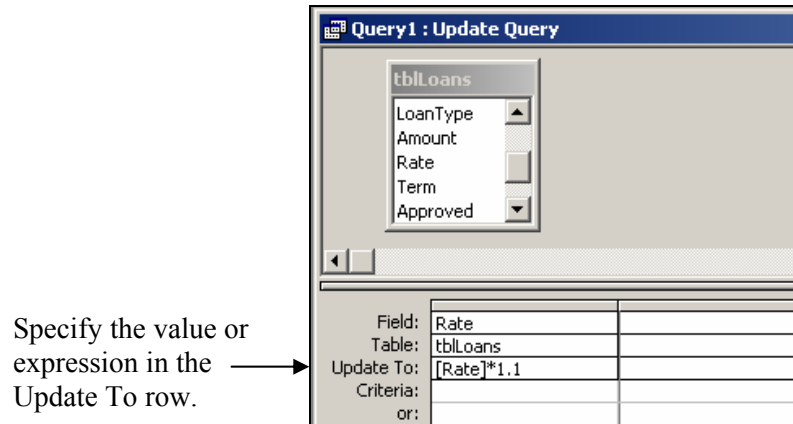 Query1 : Update Query
tblLoans
LoanType
Amount
Rate
Term
Approved
Specify the value or
expression in the
Update To row.
Field: Rate
Table: tblLoans
Update To: [Rate]*1.1
Criteria:
or: